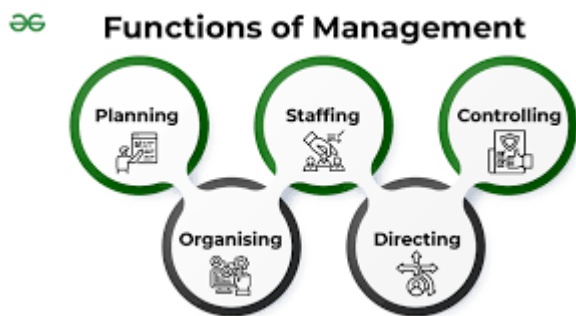 Functions of Management
Planning
Staffing
Controlling
Organising
Directing